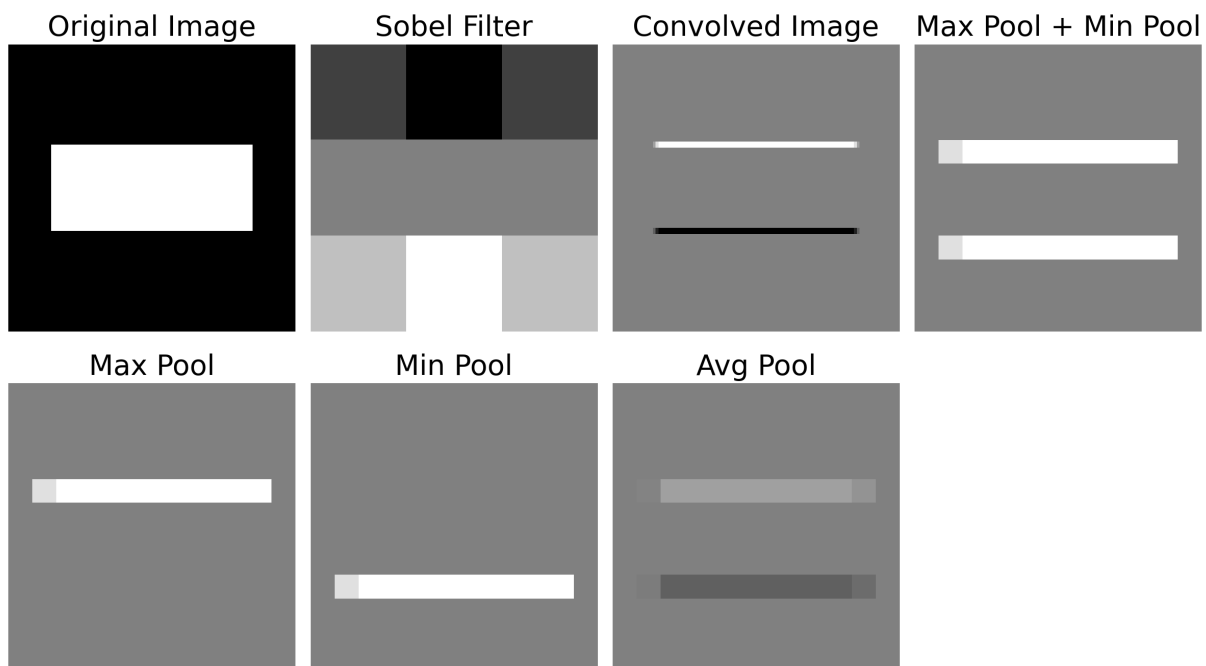 Original Image
Sobel Filter
Convolved Image
Max Pool + Min Pool
Max Pool
Min Pool
Avg Pool